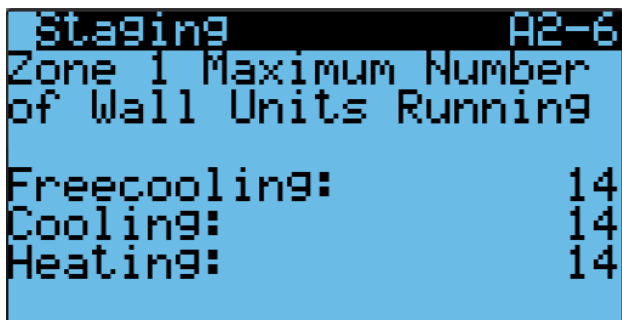 Staging A2-6
Zone 1 Maximum Number
of Wall Units Running
Freecooling: 14
Cooling: 14
Heating: 14